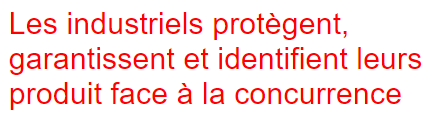 Les industriels protègent,
garantissent et identifient leurs
produit face à la concurrence